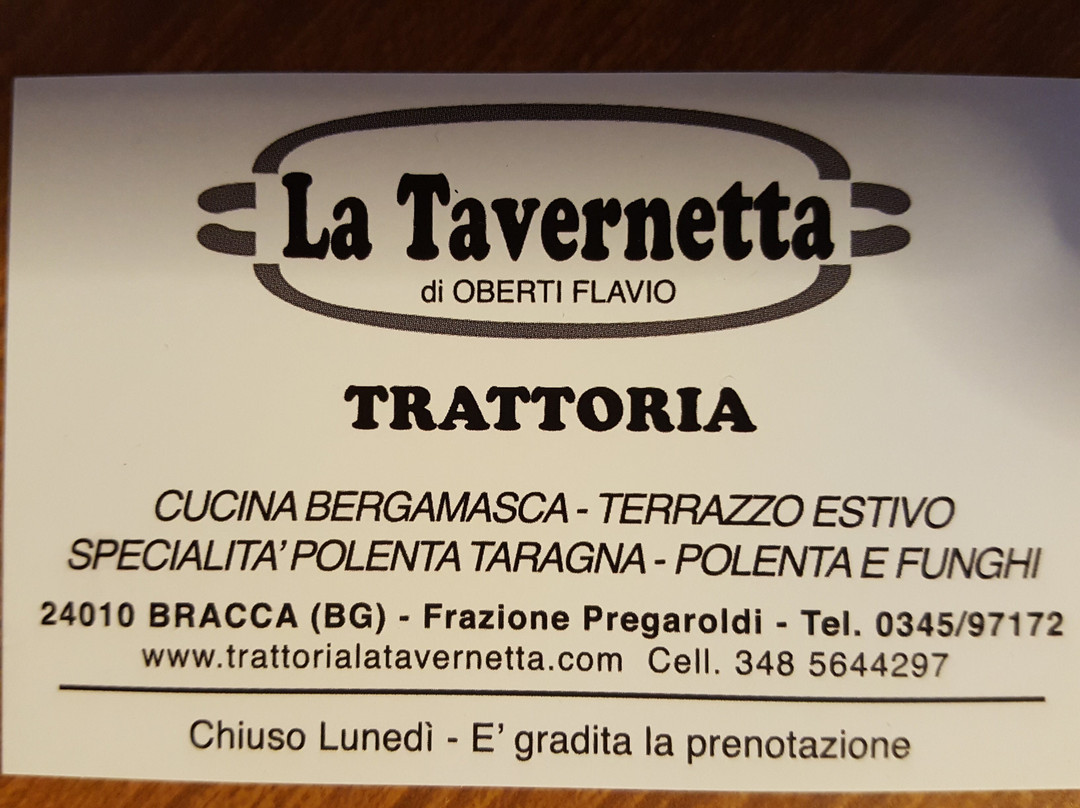 La Tavernetta
di OBERTI FLAVIO
TRATTORIA
CUCINA BERGAMASCA - TERRAZZO ESTIVO
SPECIALITA' POLENTA TARAGNA - POLENTA E FUNGHI
24010 BRACCA (BG) - Frazione Pregaroldi - Tel. 0345/97172
www.trattorialatavernetta.com Cell. 348 5644297
Chiuso Lunedì - E' gradita la prenotazione